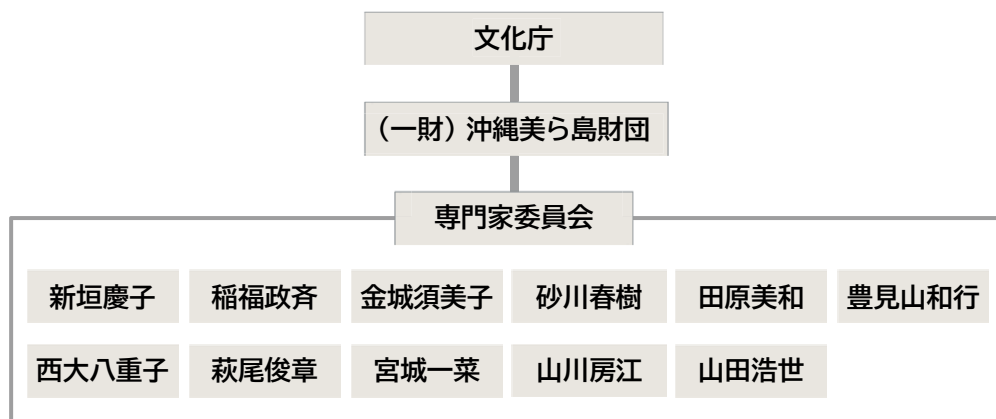 文化庁
（一財）沖縄美ら島財団
専門家委員会
新垣慶子 稲福政斉 金城須美子 砂川春樹 田原美和 豊見山和行
西大八重子 萩尾俊章 宮城一菜 山川房江 山田浩世